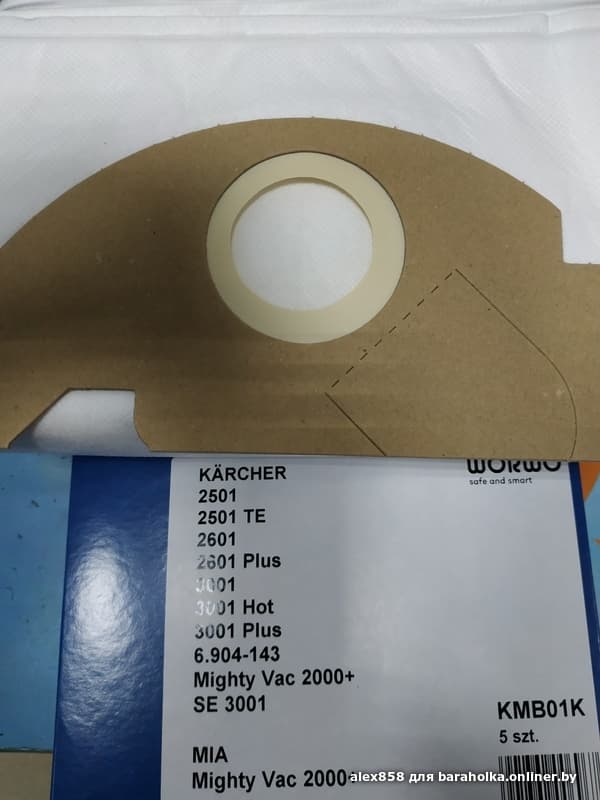 WORWO
safe and smart
KÄRCHER
2501
2501 TE
2601
2601 Plus
3001
3001 Hot
3001 Plus
6.904-143
Mighty Vac 2000+
SE 3001
KMB01K
5 szt.
MIA
Mighty Vac 2000
alex858 для baraholka.onliner.by